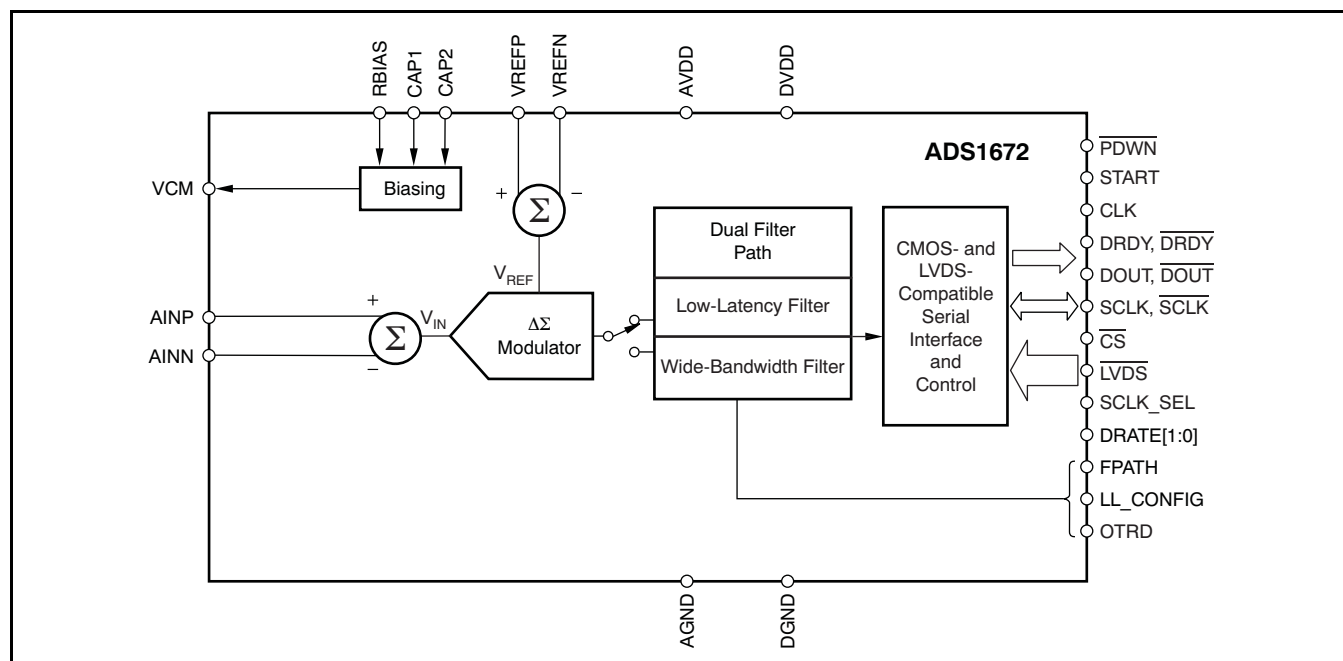 RBIAS
CAP1
CAP2
VREFP
VREFN
AVDD
DVDD
ADS1672
VCM
Biasing
+
−
Σ
VREF
AINP
AINN
+
−
Σ
VIN
ΔΣ
Modulator
Dual Filter
Path
Low-Latency Filter
Wide-Bandwidth Filter
CMOS- and
LVDS-
Compatible
Serial
Interface
and
Control
PDWN
START
CLK
DRDY, DRDY
DOUT, DOUT
SCLK, SCLK
CS
LVDS
SCLK_SEL
DRATE[1:0]
FPATH
LL_CONFIG
OTRD
AGND
DGND